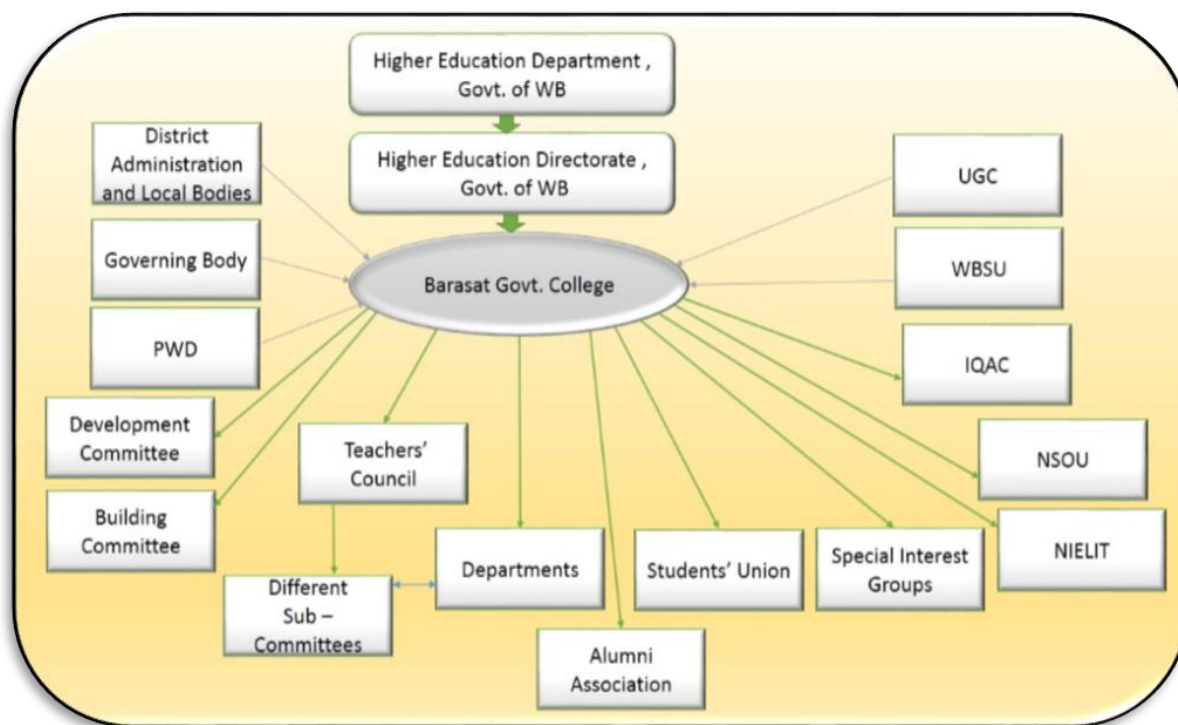 Higher Education Department ,
Govt. of WB
Higher Education Directorate ,
Govt. of WB
District
Administration
and Local Bodies
Governing Body
PWD
UGC
WBSU
Barasat Govt. College
IQAC
Development
Committee
Building
Committee
Teachers’
Council
NSOU
NIELIT
Different
Sub –
Committees
Departments
Students’ Union
Special Interest
Groups
Alumni
Association